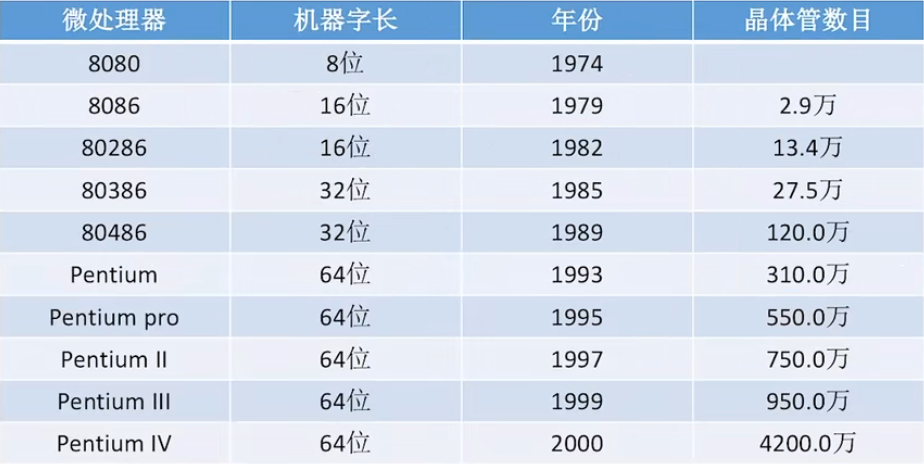 微处理器 机器字长 年份 晶体管数目
8080 8位 1974
8086 16位 1979 2.9万
80286 16位 1982 13.4万
80386 32位 1985 27.5万
80486 32位 1989 120.0万
Pentium 64位 1993 310.0万
Pentium pro 64位 1995 550.0万
Pentium II 64位 1997 750.0万
Pentium III 64位 1999 950.0万
Pentium IV 64位 2000 4200.0万